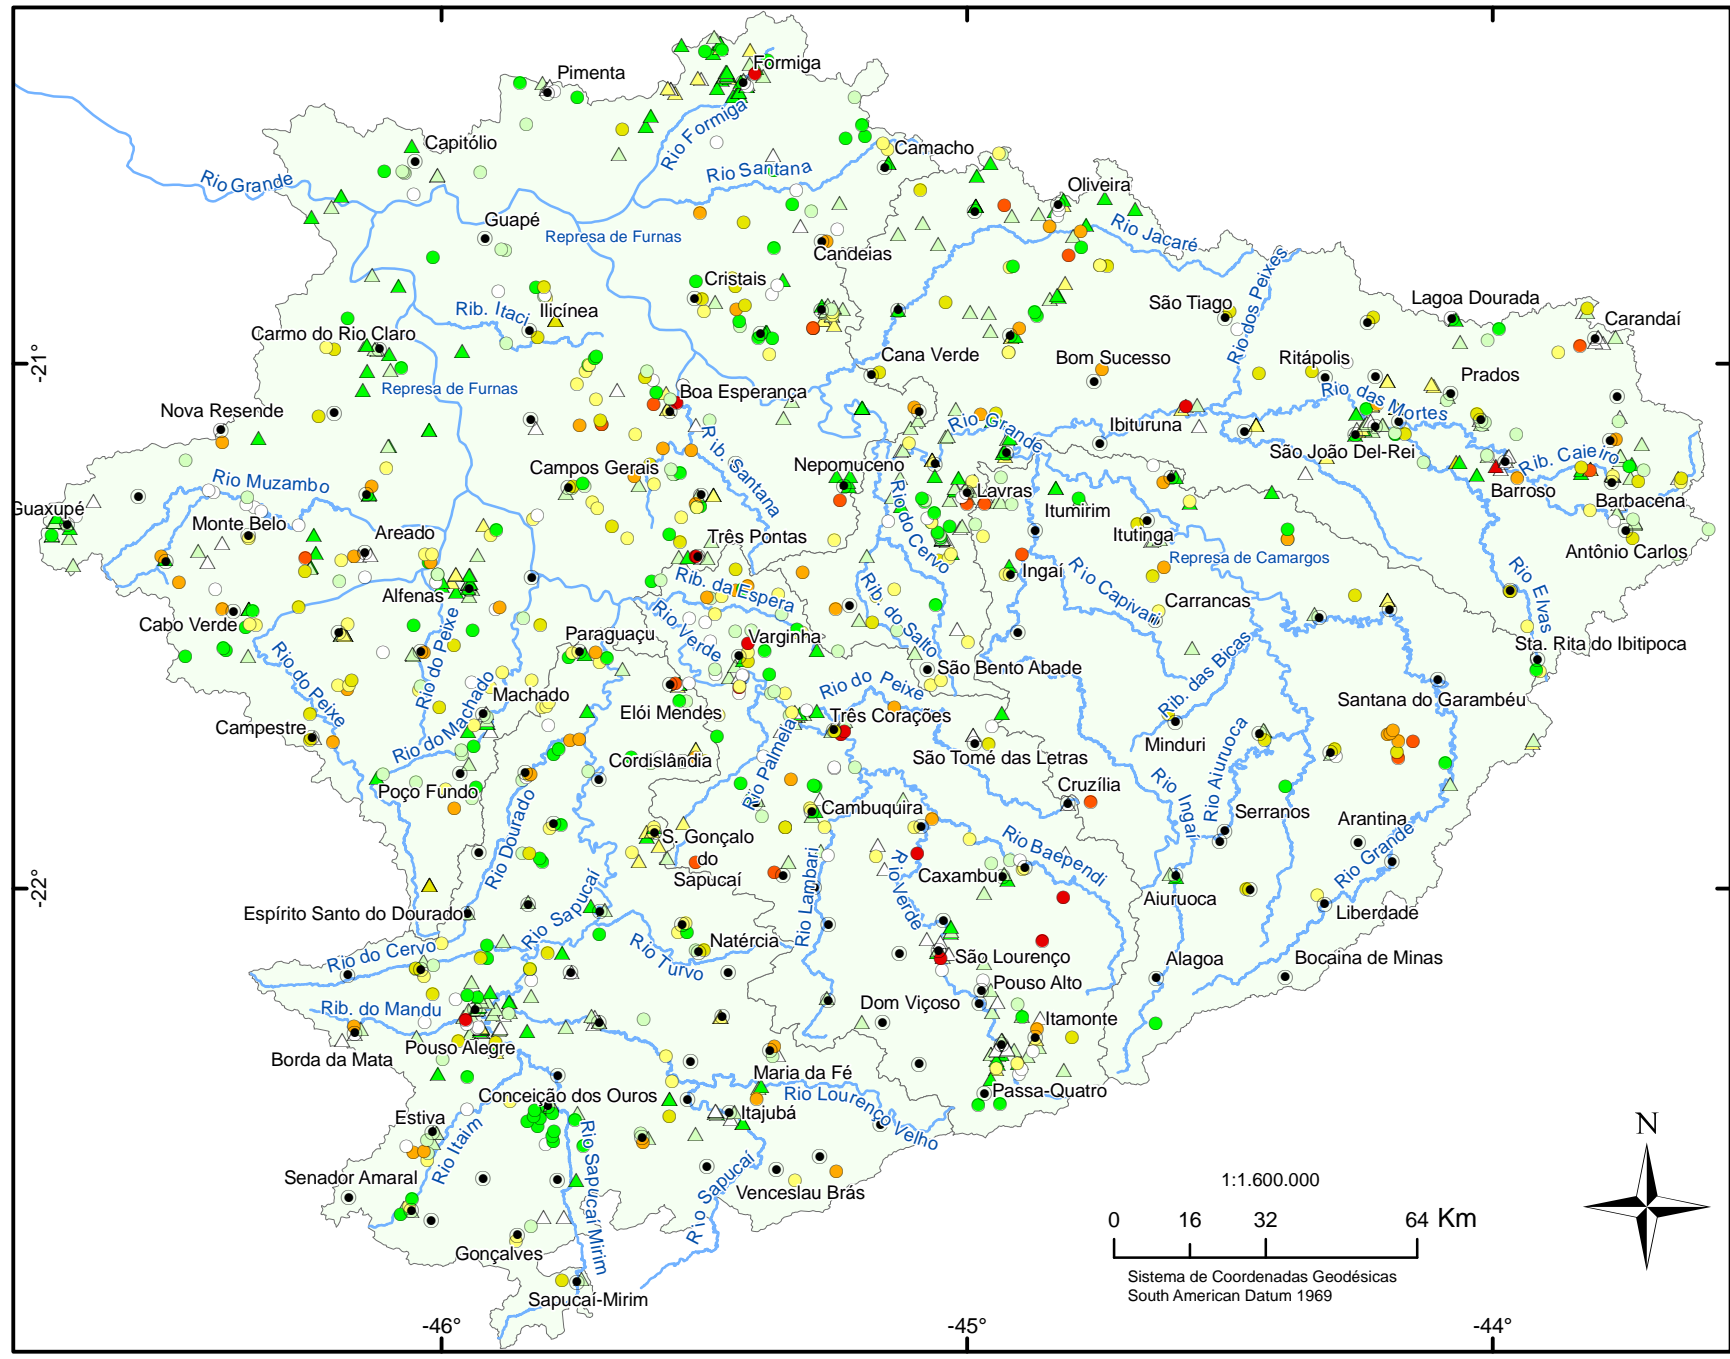 Formiga
Pimenta
Rio Formiga
Capitólio
Camacho
Rio Santana
Rio Grande
Oliveira
Guapé
Represa de Furnas
Rio Jacaré
Candeias
Cristais
Rio dos Peixes
São Tiago
Lagoa Dourada
Rib. Itaci
Ilicínea
Carandaí
Carmo do Rio Claro
Cana Verde
Bom Sucesso
Ritápolis
Represa de Furnas
Boa Esperança
Prados
Rio das Mortes
Nova Resende
Rio Grande
Ibituruna
São João Del-Rei
Rib. Santana
Campos Gerais
Nepomuceno
Rib. Caieiro
Rio Muzambo
Lavras
Barroso
Barbacena
Guaxupé
Monte Belo
Itumirim
Areado
Rio do Cervo
Itutinga
Três Pontas
Represa de Camargos
Antônio Carlos
Ingaí
Rib. da Espera
Rio Capivari
Rio Elvas
Alfenas
Carrancas
Rib. do Salto
Cabo Verde
Rio do Peixe
Rio Verde
Paraguaçu
Varginha
Sta. Rita do Ibitipoca
Rio do Peixe
São Bento Abade
Rib. das Bicas
Rio do Peixe
Machado
Santana do Garambéu
Elói Mendes
Três Corações
Campestre
Rio do Machado
Minduri
Rio Aiuruoca
São Tomé das Letras
Cordislândia
Rio Palmela
Poço Fundo
Cruzília
Rio Ingaí
Cambuquira
Serranos
Arantina
Rio Dourado
S. Gonçalo
do
Sapucaí
Rio Baependi
Rio Grande
Rio Lambari
Rio Verde
Caxambu
Aiuruoca
Liberdade
Espírito Santo do Dourado
Rio Sapucaí
Rio do Cervo
Natércia
Rio Turvo
São Lourenço
Alagoa
Bocaina de Minas
Pouso Alto
Dom Viçoso
Rib. do Mandu
Itamonte
Pouso Alegre
Borda da Mata
Maria da Fé
Passa-Quatro
Conceição dos Ouros
Rio Lourenço Velho
Itajubá
Estiva
Rio Itaim
Rio Sapucaí Mirim
Rio Sapucaí
Senador Amaral
Venceslau Brás
Gonçalves
Sapucaí-Mirim
N
1:1.600.000
0 16 32 64 Km
Sistema de Coordenadas Geodésicas
South American Datum 1969
-21°
-22°
-46° -45° -44°